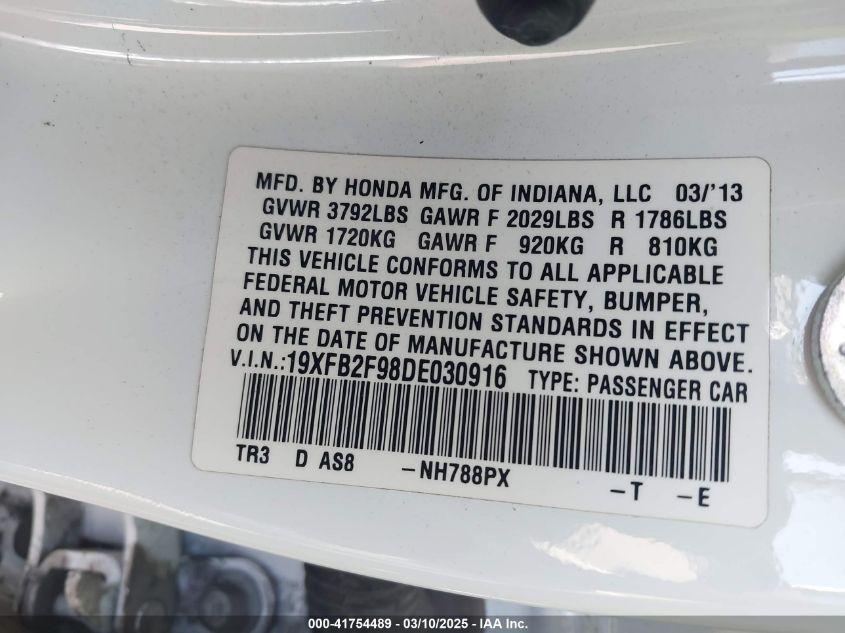 MFD. BY HONDA MFG. OF INDIANA, LLC 03/'13
GVWR 3792LBS GAWR F 2029LBS R 1786LBS
GVWR 1720KG GAWR F 920KG R 810KG
THIS VEHICLE CONFORMS TO ALL APPLICABLE
FEDERAL MOTOR VEHICLE SAFETY, BUMPER,
AND THEFT PREVENTION STANDARDS IN EFFECT
ON THE DATE OF MANUFACTURE SHOWN ABOVE.
V.I.N.:19XFB2F98DE030916 TYPE: PASSENGER CAR
TR3 D AS8 -NH788PX -T -E
000-41754489 - 03/10/2025 - IAA Inc.